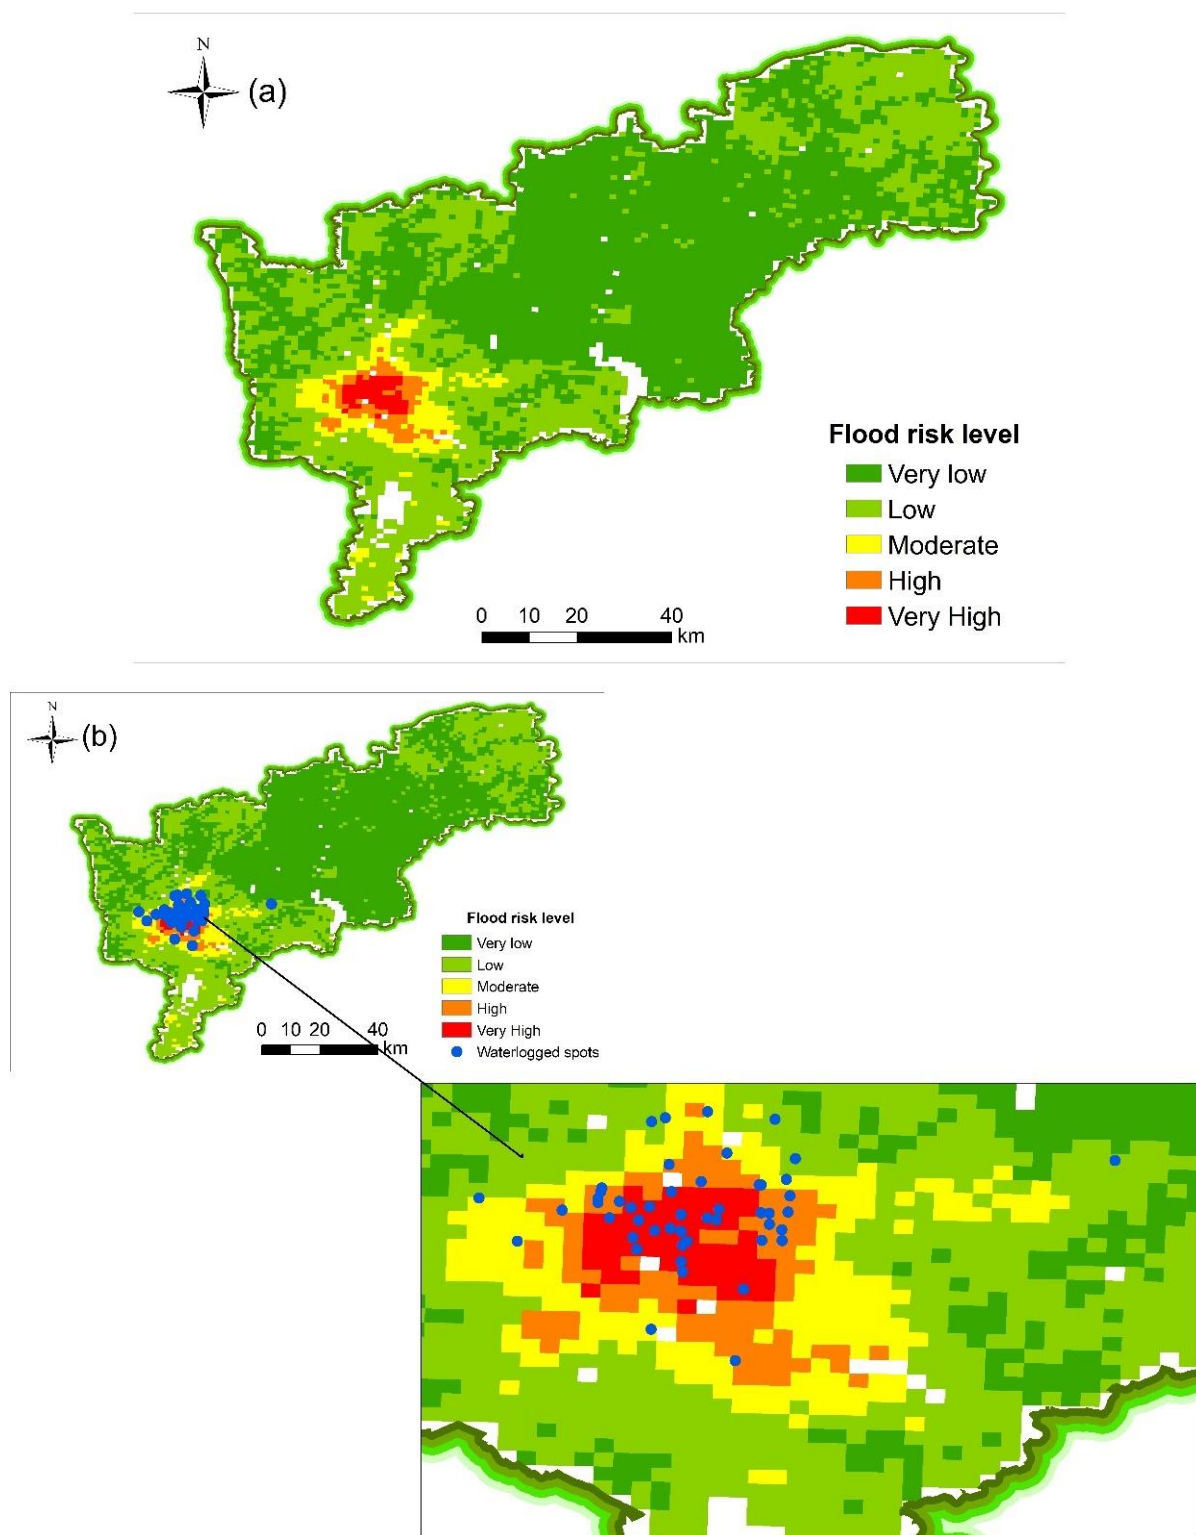 N
(a)
Flood risk level
Very low
Low
Moderate
High
Very High
0 10 20 40
km
N
(b)
Flood risk level
Very low
Low
Moderate
High
Very High
Waterlogged spots
0 10 20 40
km